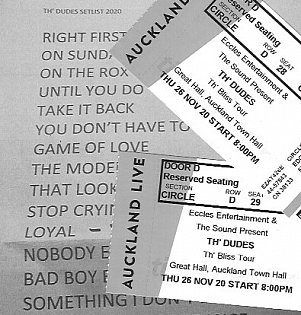 TH' DUDES SETLIST 2020
RIGHT FIRST
ON SUNDA
ON THE ROX
UNTIL YOU DO
TAKE IT BACK
YOU DON'T HAVE TO
GAME OF LOVE
THE MODE
THAT LOOK
STOP CRYIN
LOYAL –
NOBODY
BAD BOY
SOMETHING I DON'T
AUCKLAND LIVE
Reserved Seating
SECTION ROW SEAT
CIRCLE D 28
Eccles Entertainment &
The Sound Present
TH' DUDES
Th' Bliss Tour
Great Hall, Auckland Town Hall
THU 26 NOV 20 START 8:00PM
AUCKLAND LIVE
DOOR D
Reserved Seating
SECTION ROW SEAT
CIRCLE D 29
Eccles Entertainment &
The Sound Present
TH' DUDES
Th' Bliss Tour
Great Hall, Auckland Town Hall
THU 26 NOV 20 START 8:00PM